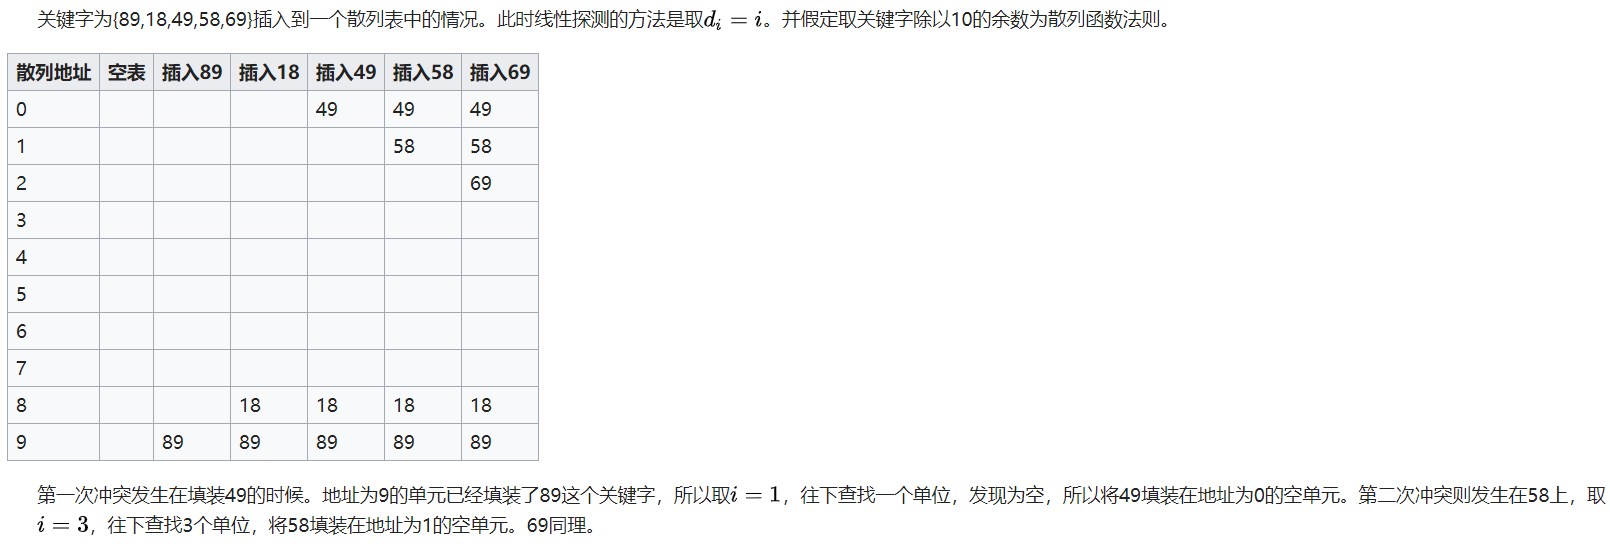 关键字为{89,18,49,58,69}插入到一个散列表中的情况。此时线性探测的方法是取d_i = i。并假定取关键字除以10的余数为散列函数法则。
散列地址 空表 插入89 插入18 插入49 插入58 插入69
0 49 49 49
1 58 58
2 69
3
4
5
6
7
8 18 18 18 18
9 89 89 89 89 89
第一次冲突发生在填装49的时候。地址为9的单元已经填装了89这个关键字，所以取i = 1，往下查找一个单位，发现为空，所以将49填装在地址为0的空单元。第二次冲突则发生在58上，取
i = 3，往下查找3个单位，将58填装在地址为1的空单元。69同理。